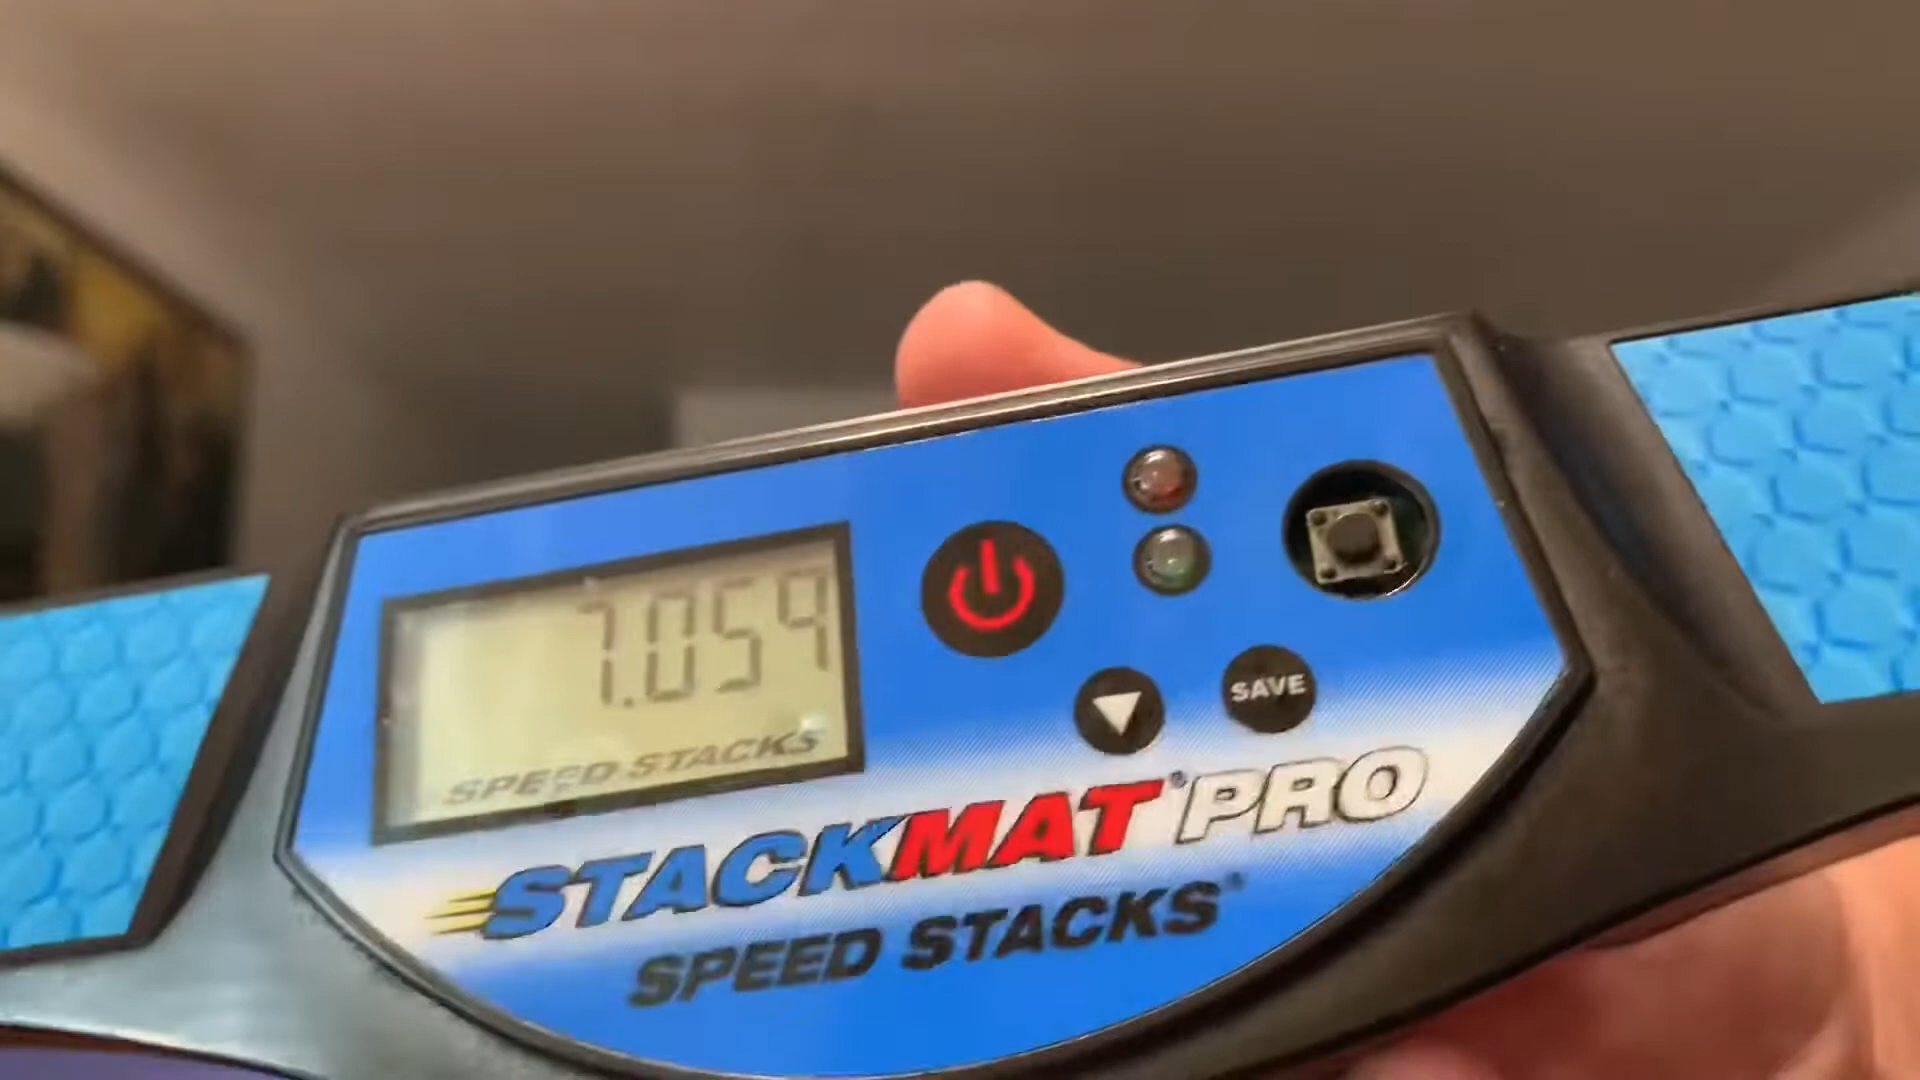 7.059
SPEED STACKS
SAVE
STACKMAT® PRO
SPEED STACKS®